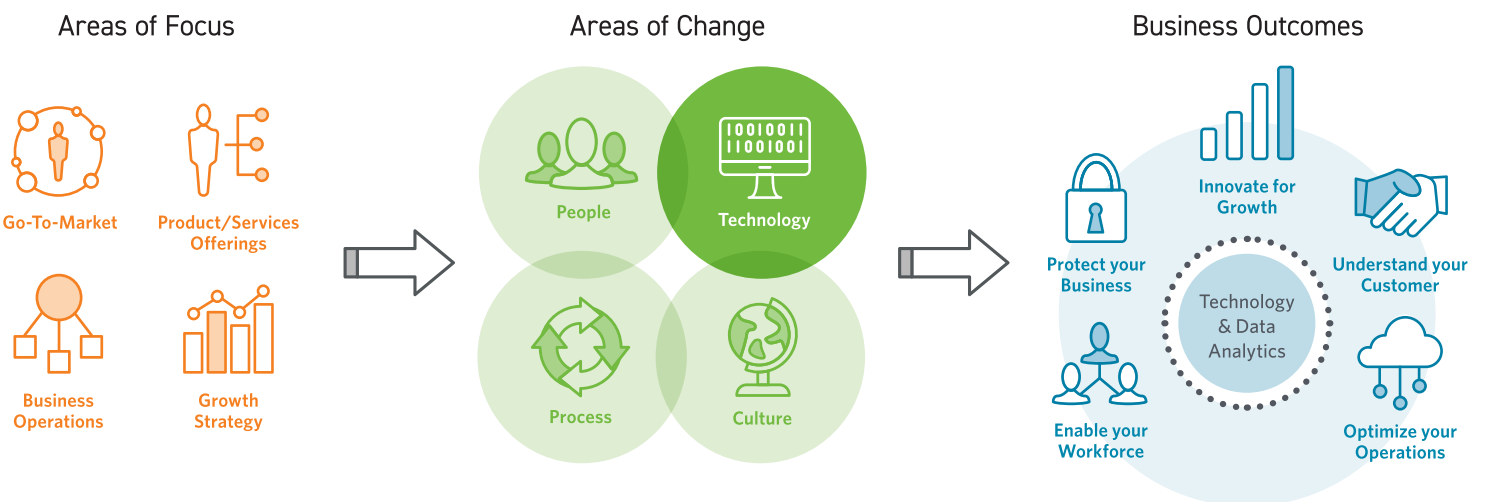 Areas of Focus
Go-To-Market
Product/Services
Offerings
Business
Operations
Growth
Strategy
Areas of Change
People
10010011
11001001
Technology
Process
Culture
Business Outcomes
Innovate for
Growth
Protect your
Business
Understand your
Customer
Technology
& Data
Analytics
Enable your
Workforce
Optimize your
Operations